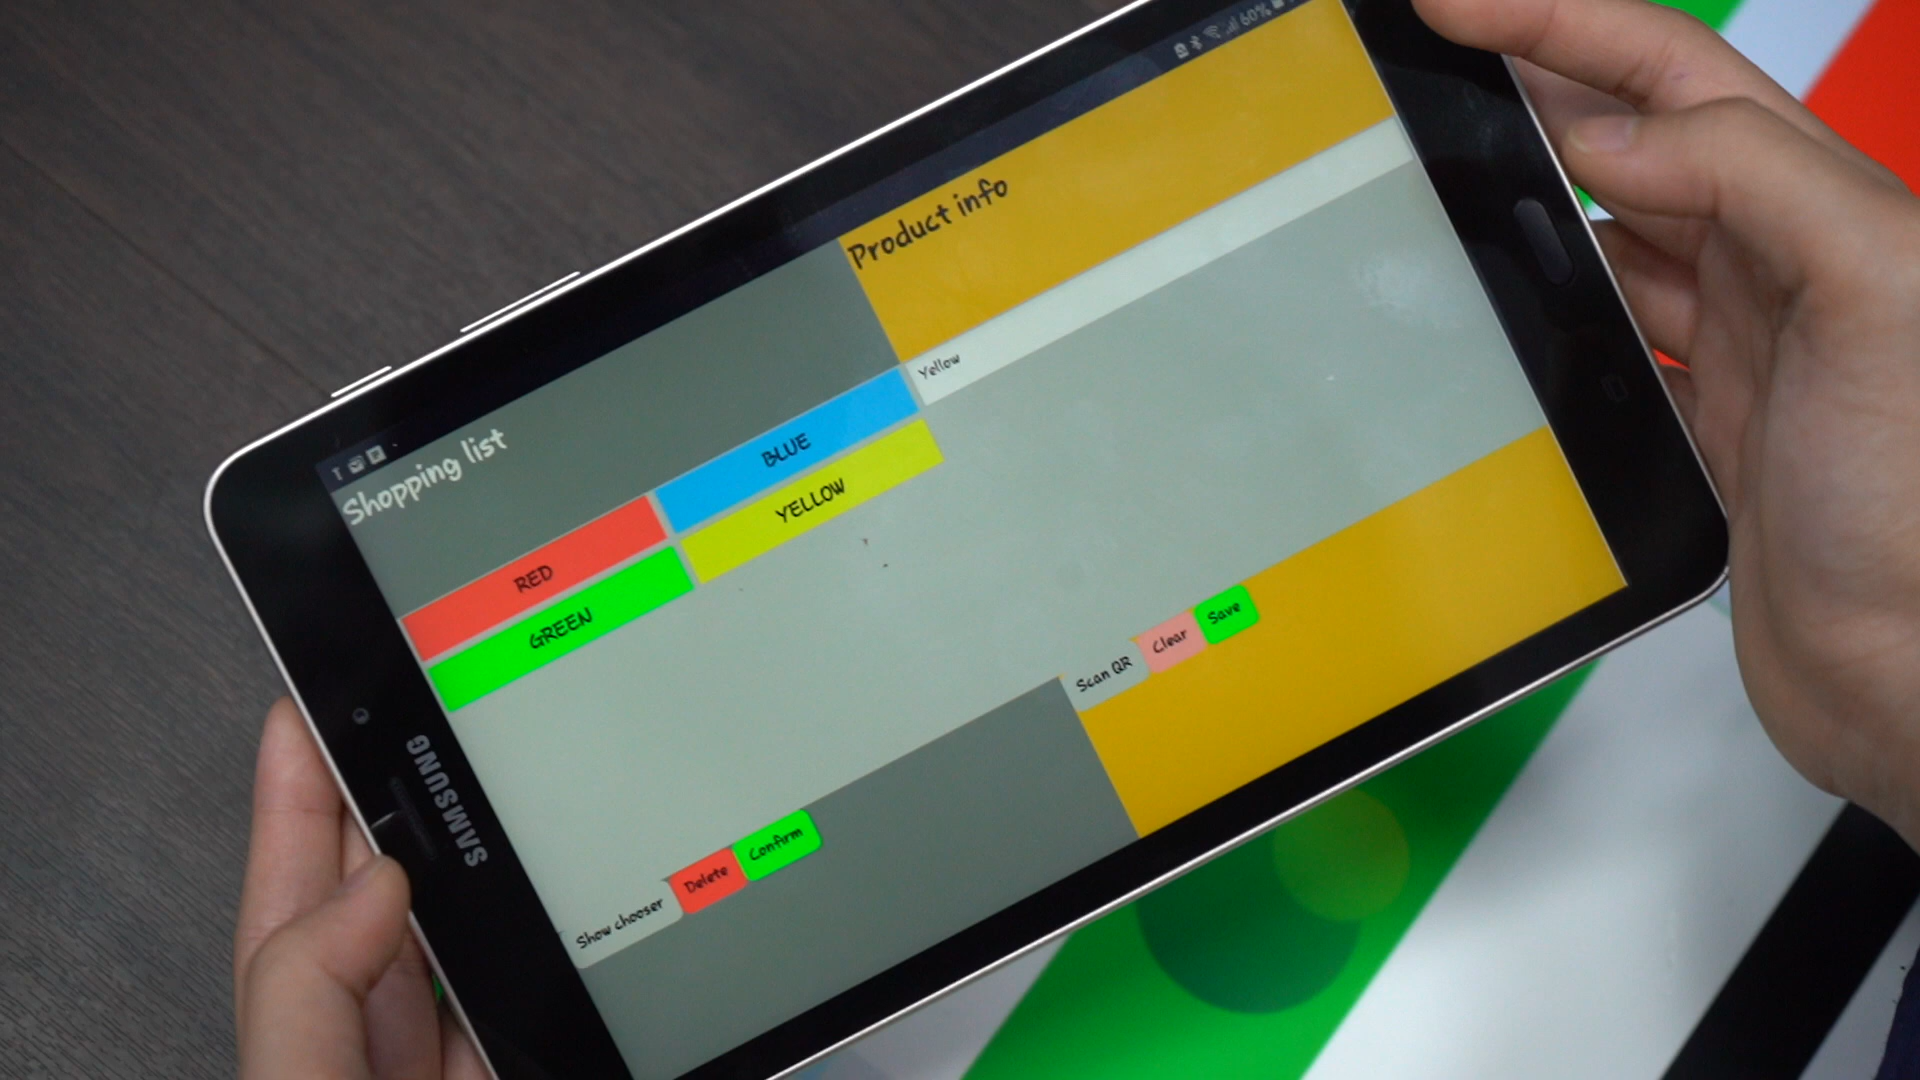 60%
Shopping list
Product info
RED
BLUE
GREEN
YELLOW
Yellow
Show chooser
Delete
Confirm
Scan QR
Clear
Save
SAMSUNG